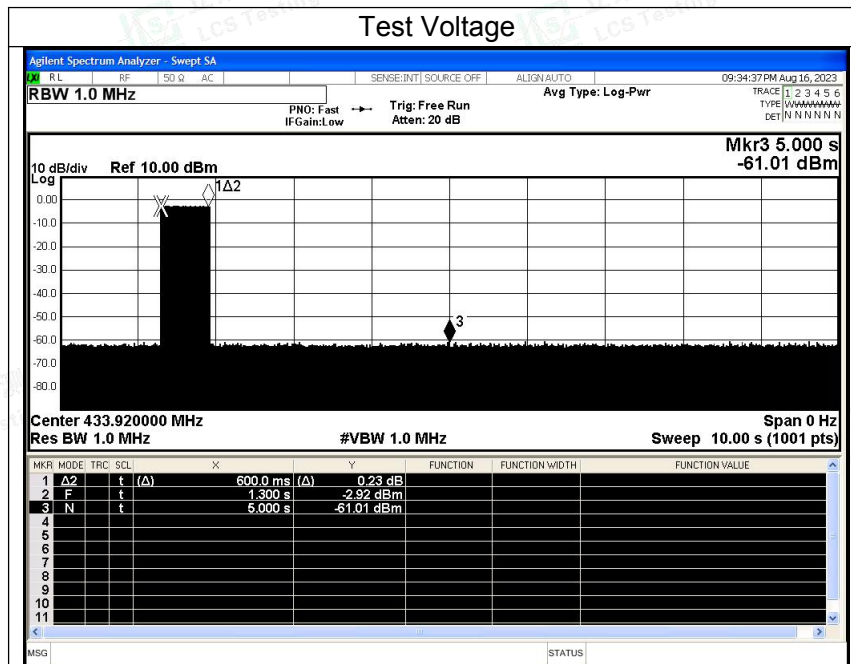 Test Voltage
Agilent Spectrum Analyzer - Swept SA
RL RF 50 Ω AC SENSE:INT SOURCE OFF ALIGN AUTO 09:34:37 PM Aug 16, 2023
RBW 1.0 MHz PNO: Fast Trig: Free Run Avg Type: Log-Pwr TRACE 1 2 3 4 5 6
IFGain:Low Atten: 20 dB TYPE WWWWWW
DET N N N N N N
Mkr3 5.000 s
-61.01 dBm
10 dB/div Ref 10.00 dBm
Log
1Δ2
0.00
-10.0
-20.0
-30.0
-40.0
-50.0
3
-60.0
-70.0
-80.0
Center 433.920000 MHz Span 0 Hz
Res BW 1.0 MHz #VBW 1.0 MHz Sweep 10.00 s (1001 pts)
MKR MODE TRC SCL X Y FUNCTION FUNCTION WIDTH FUNCTION VALUE
1 Δ2 t (Δ) 600.0 ms (Δ) 0.23 dB
2 F t 1.300 s -2.92 dBm
3 N t 5.000 s -61.01 dBm
4
5
6
7
8
9
10
11
MSG STATUS